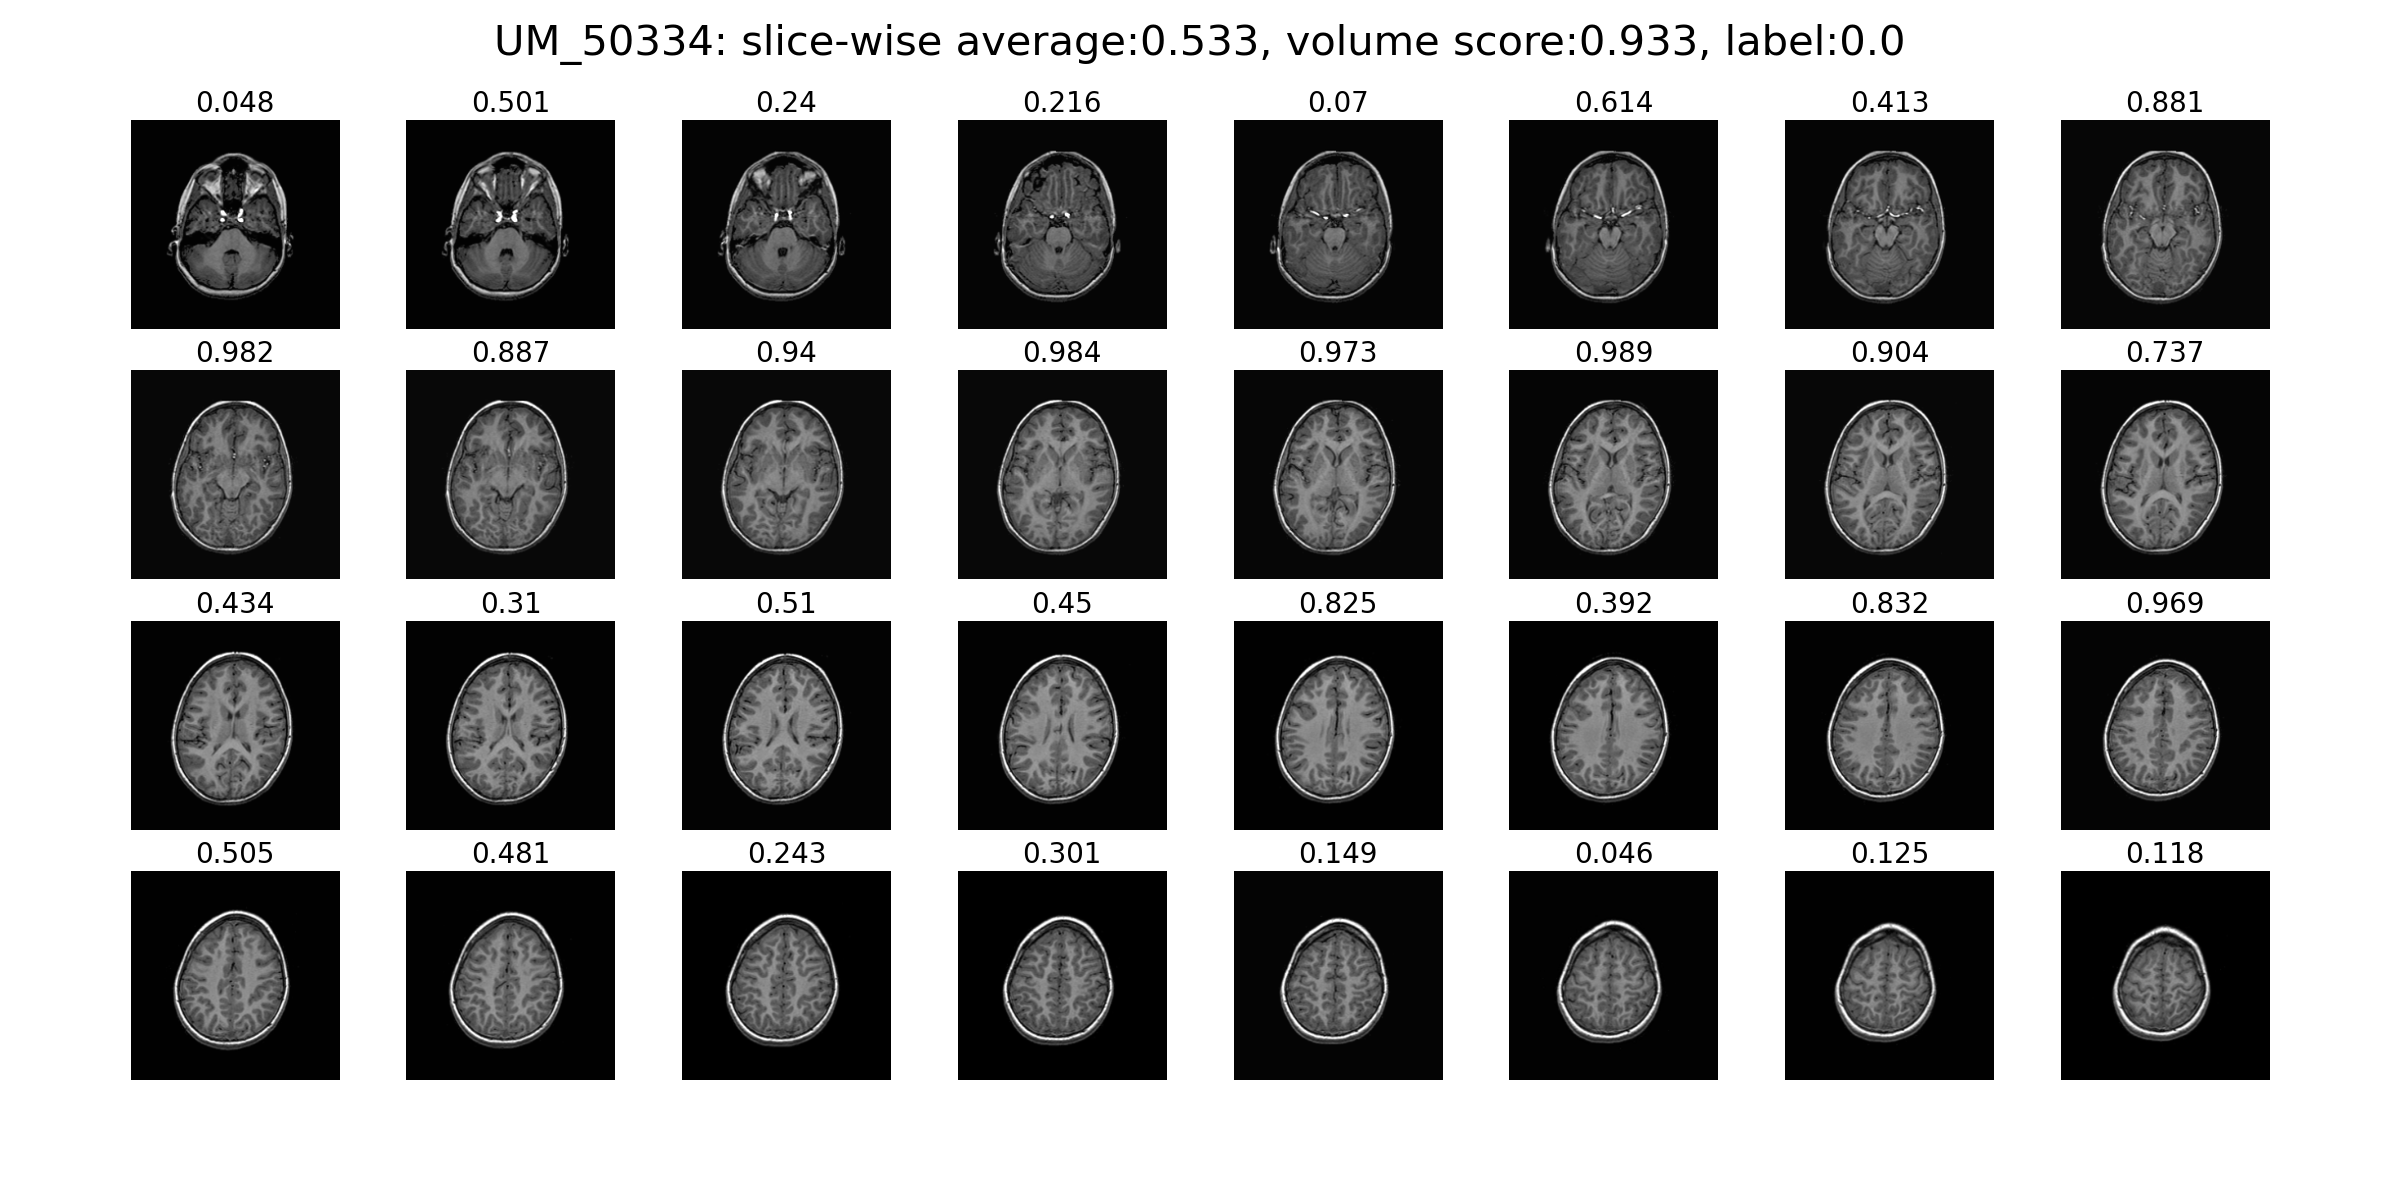 UM_50334: slice-wise average:0.533, volume score:0.933, label:0.0
0.048 0.501 0.24 0.216 0.07 0.614 0.413 0.881
0.982 0.887 0.94 0.984 0.973 0.989 0.904 0.737
0.434 0.31 0.51 0.45 0.825 0.392 0.832 0.969
0.505 0.481 0.243 0.301 0.149 0.046 0.125 0.118